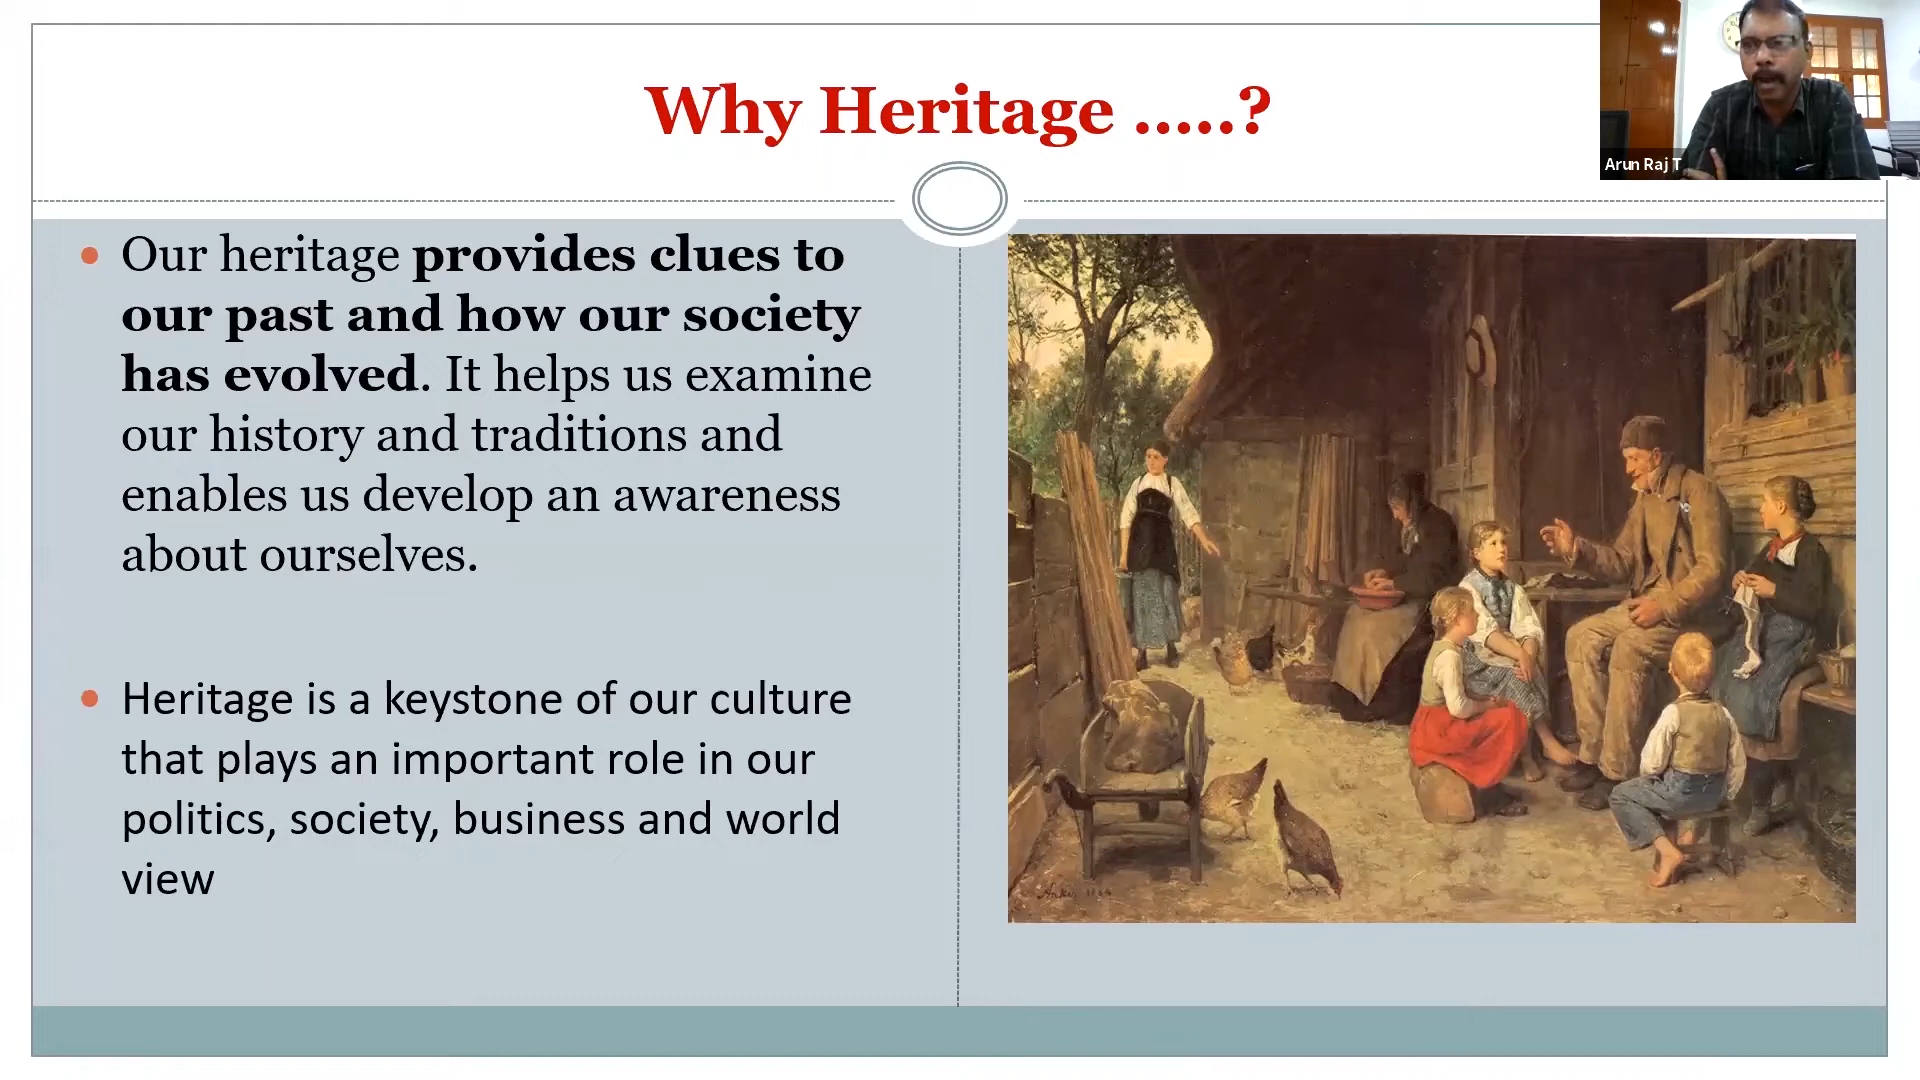 Why Heritage .....?
Arun Raj T
Our heritage provides clues to
our past and how our society
has evolved. It helps us examine
our history and traditions and
enables us develop an awareness
about ourselves.
Heritage is a keystone of our culture
that plays an important role in our
politics, society, business and world
view